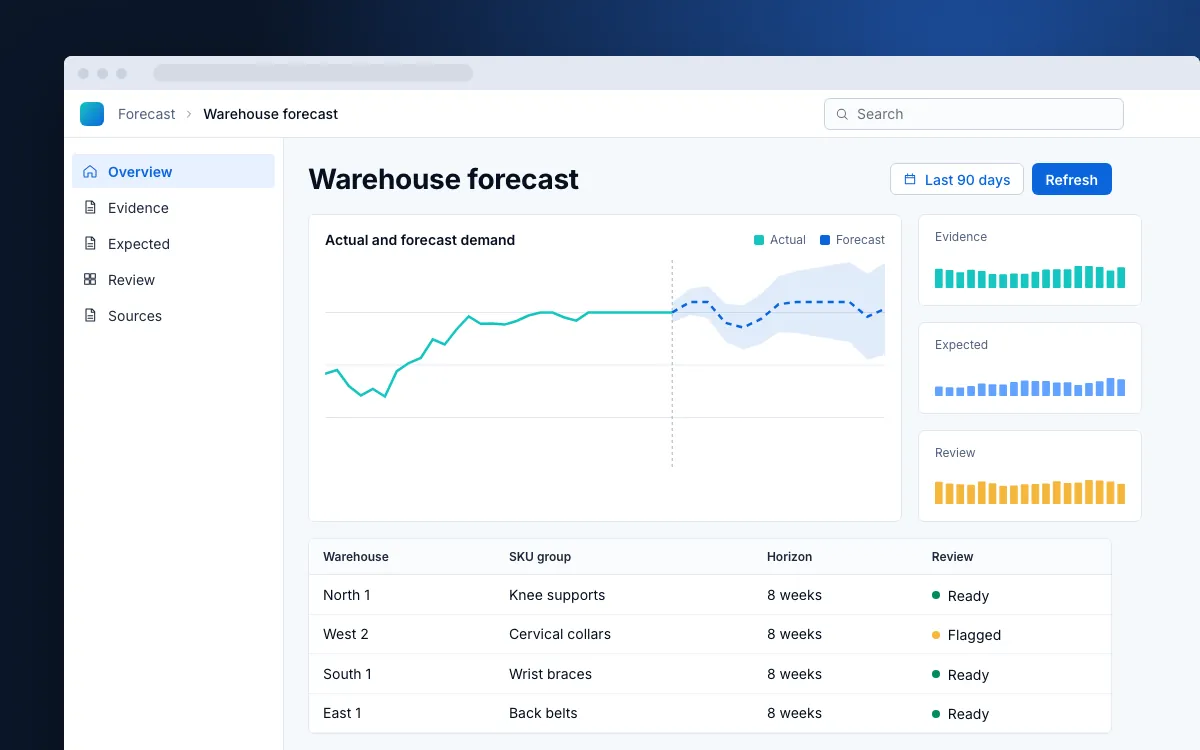 Forecast > Warehouse forecast
Search
Overview
Evidence
Expected
Review
Sources
Warehouse forecast
Last 90 days
Refresh
Actual and forecast demand
Actual Forecast
Evidence
Expected
Review
Warehouse SKU group Horizon Review
North 1 Knee supports 8 weeks Ready
West 2 Cervical collars 8 weeks Flagged
South 1 Wrist braces 8 weeks Ready
East 1 Back belts 8 weeks Ready